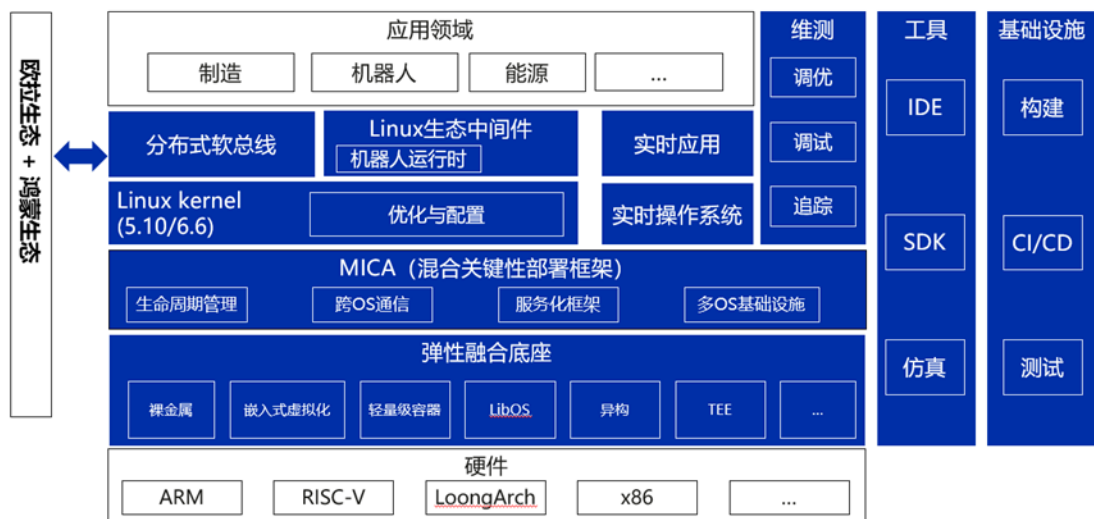 欧拉生态 + 鸿蒙生态
应用领域
制造
机器人
能源
...
分布式软总线
Linux生态中间件
机器人运行时
实时应用
Linux kernel
(5.10/6.6)
优化与配置
实时操作系统
维测
调优
调试
追踪
MICA（混合关键性部署框架）
生命周期管理
跨OS通信
服务化框架
多OS基础设施
弹性融合底座
裸金属
嵌入式虚拟化
轻量级容器
LibOS
异构
TEE
...
硬件
ARM
RISC-V
LoongArch
x86
...
工具
IDE
SDK
仿真
基础设施
构建
CI/CD
测试